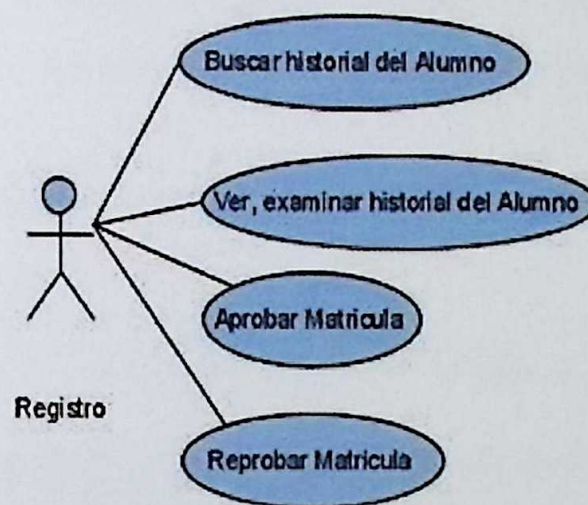 Buscar historial del Alumno
Ver, examinar historial del Alumno
Aprobar Matricula
Registro
Reprobar Matricula